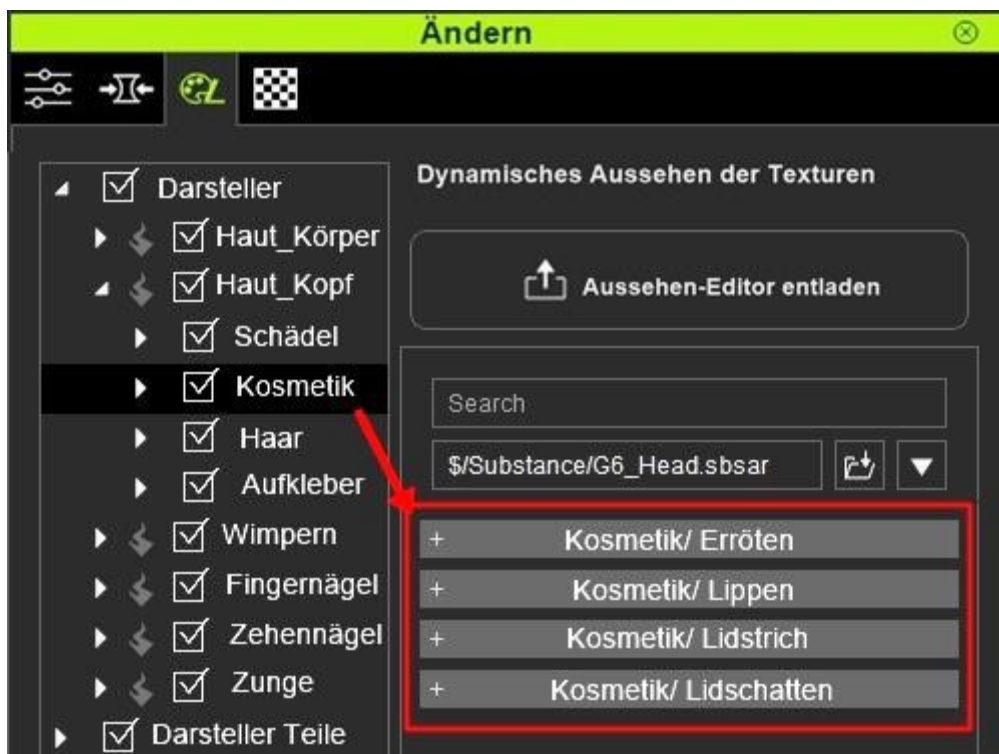 Ändern
Darsteller
Haut_Körper
Haut_Kopf
Schädel
Kosmetik
Haar
Aufkleber
Wimpern
Fingernägel
Zehennägel
Zunge
Darsteller Teile
Dynamisches Aussehen der Texturen
Aussehen-Editor entladen
Search
$/Substance/G6_Head.sbsar
+ Kosmetik/ Erröten
+ Kosmetik/ Lippen
+ Kosmetik/ Lidstrich
+ Kosmetik/ Lidschatten